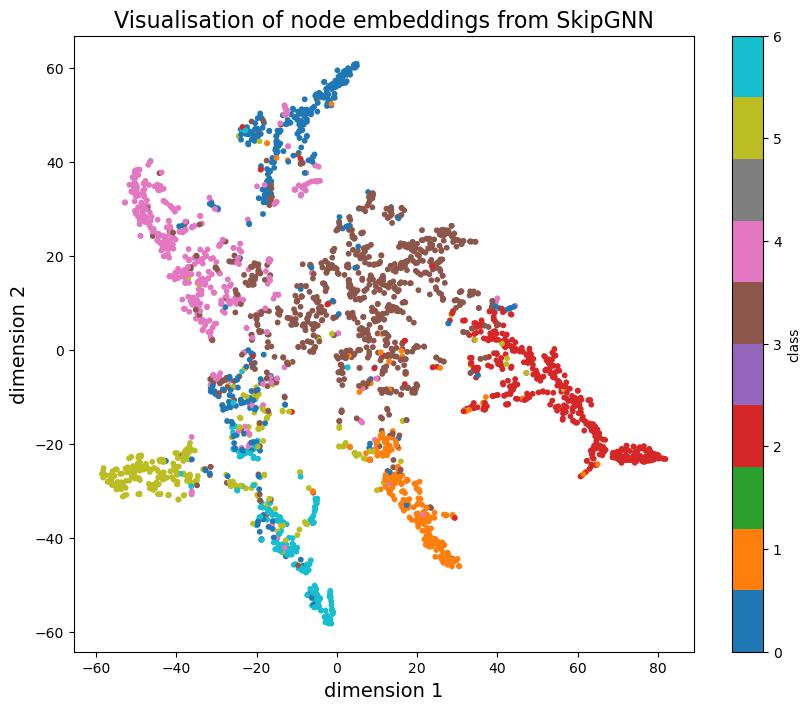 Visualisation of node embeddings from SkipGNN
60
40
20
0
−20
−40
−60
dimension 2
−60 −40 −20 0 20 40 60 80
dimension 1
6
5
4
3
2
1
0
class